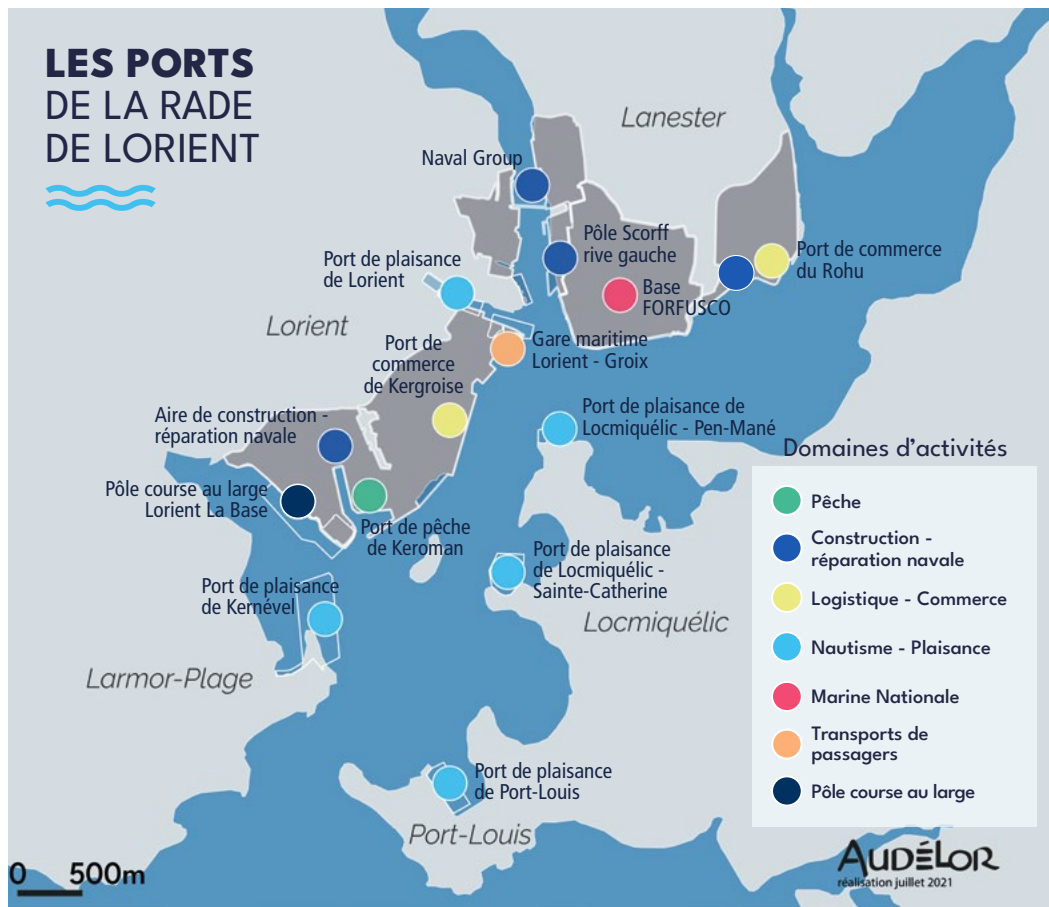 LES PORTS
DE LA RADE
DE LORIENT
Lanester
Naval Group
Pôle Scorff
rive gauche
Port de commerce
du Rohu
Port de plaisance
de Lorient
Base
FORFUSCO
Lorient
Gare maritime
Lorient - Groix
Port de
commerce
de Kergroise
Aire de construction -
réparation navale
Port de plaisance de
Locmiquélic - Pen-Mané
Pôle course au large
Lorient La Base
Port de pêche
de Keroman
Port de plaisance
de Locmiquélic -
Sainte-Catherine
Port de plaisance
de Kernével
Locmiquélic
Larmor-Plage
Port de plaisance
de Port-Louis
Port-Louis
Domaines d'activités
Pêche
Construction -
réparation navale
Logistique - Commerce
Nautisme - Plaisance
Marine Nationale
Transports de
passagers
Pôle course au large
0 500m
AUDÉLOR
réalisation juillet 2021